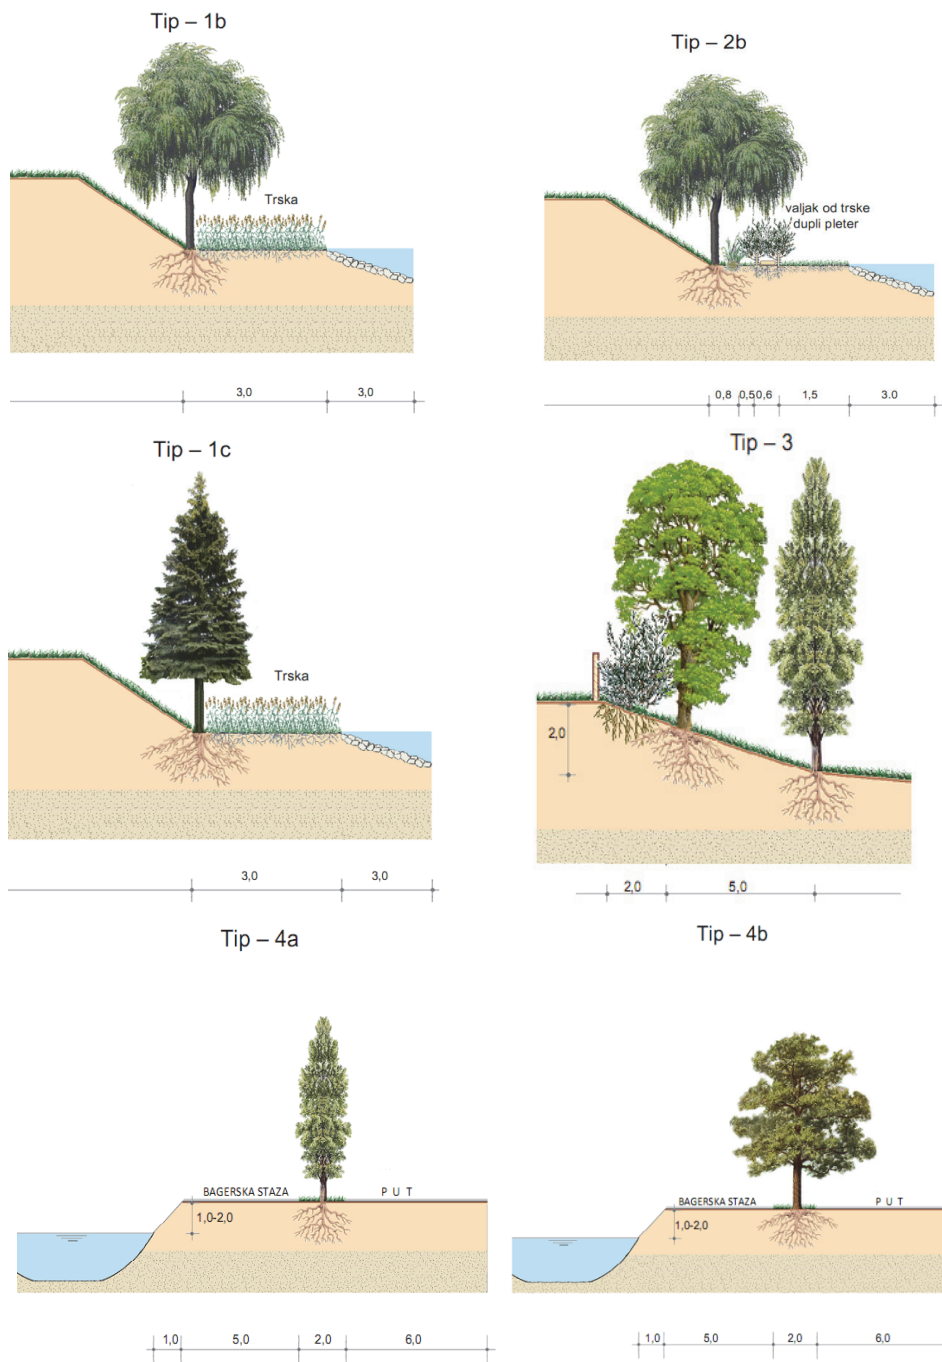 Tip – 1b
Trska
3,0 3,0
Tip – 2b
valjak od trske
dupli pleter
0,8 0,5 0,6 1,5 3.0
Tip – 1c
Trska
3,0 3,0
Tip – 3
2,0
2,0 5,0
Tip – 4a
BAGERSKA STAZA P U T
1,0-2,0
1,0 5,0 2,0 6,0
Tip – 4b
BAGERSKA STAZA P U T
1,0-2,0
1,0 5,0 2,0 6,0